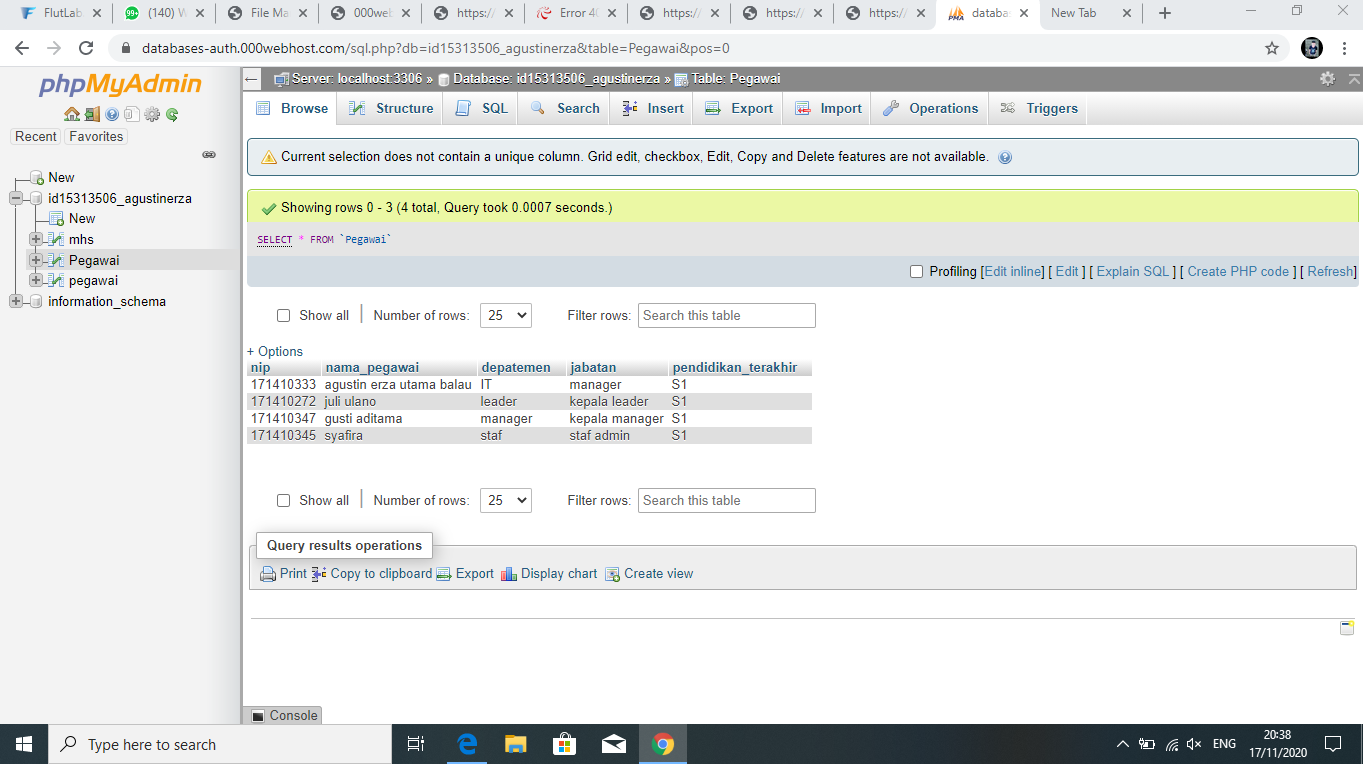 FlutLab
99+ (140) W
File Ma
000web
https:/
Error 40
https:/
https:/
https:/
PMA databas
New Tab
databases-auth.000webhost.com/sql.php?db=id15313506_agustinerza&table=Pegawai&pos=0
phpMyAdmin
Recent Favorites
New
id15313506_agustinerza
New
mhs
Pegawai
pegawai
information_schema
Server: localhost:3306 » Database: id15313506_agustinerza » Table: Pegawai
Browse Structure SQL Search Insert Export Import Operations Triggers
Current selection does not contain a unique column. Grid edit, checkbox, Edit, Copy and Delete features are not available.
Showing rows 0 - 3 (4 total, Query took 0.0007 seconds.)
SELECT * FROM `Pegawai`
Profiling [Edit inline] [ Edit ] [ Explain SQL ] [ Create PHP code ] [ Refresh]
Show all | Number of rows: 25 Filter rows: Search this table
+ Options
nip nama_pegawai depatemen jabatan pendidikan_terakhir
171410333 agustin erza utama balau IT manager S1
171410272 juli ulano leader kepala leader S1
171410347 gusti aditama manager kepala manager S1
171410345 syafira staf staf admin S1
Show all | Number of rows: 25 Filter rows: Search this table
Query results operations
Print Copy to clipboard Export Display chart Create view
Console
Type here to search
ENG
20:38
17/11/2020